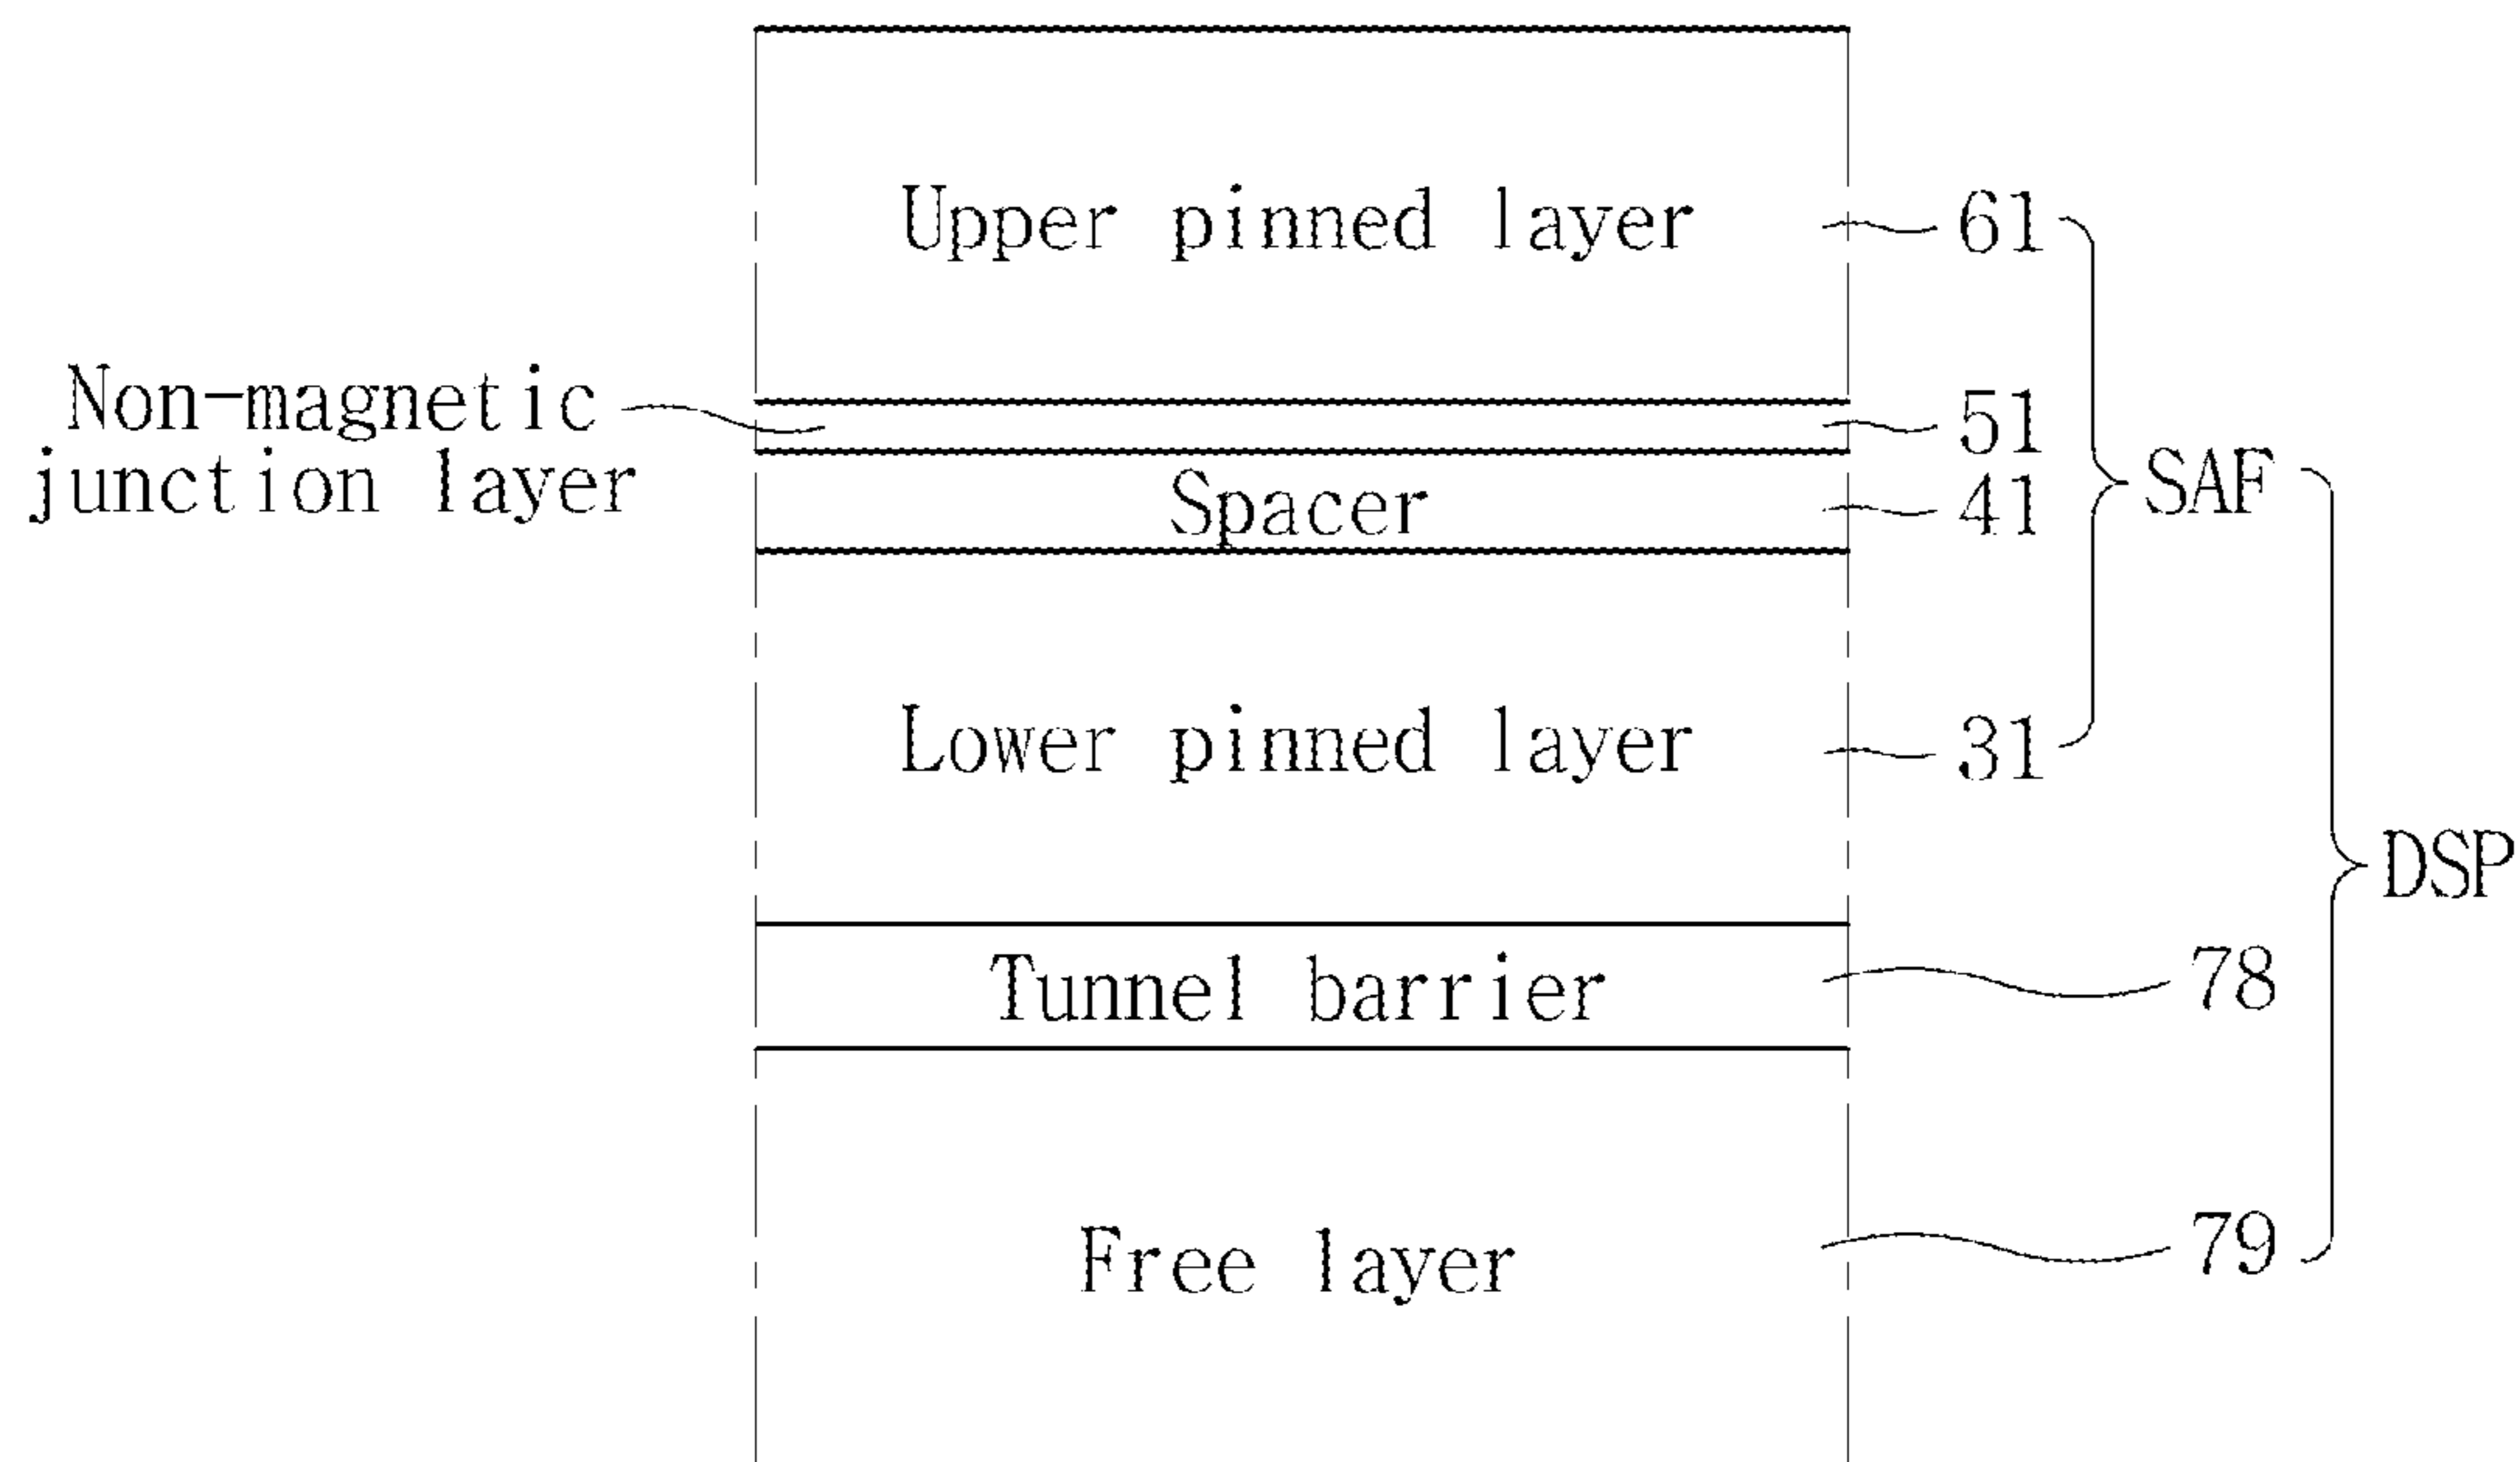 Upper pinned layer
61
Non-magnetic
junction layer
51
Spacer
41
SAF
Lower pinned layer
31
DSP
Tunnel barrier
78
Free layer
79